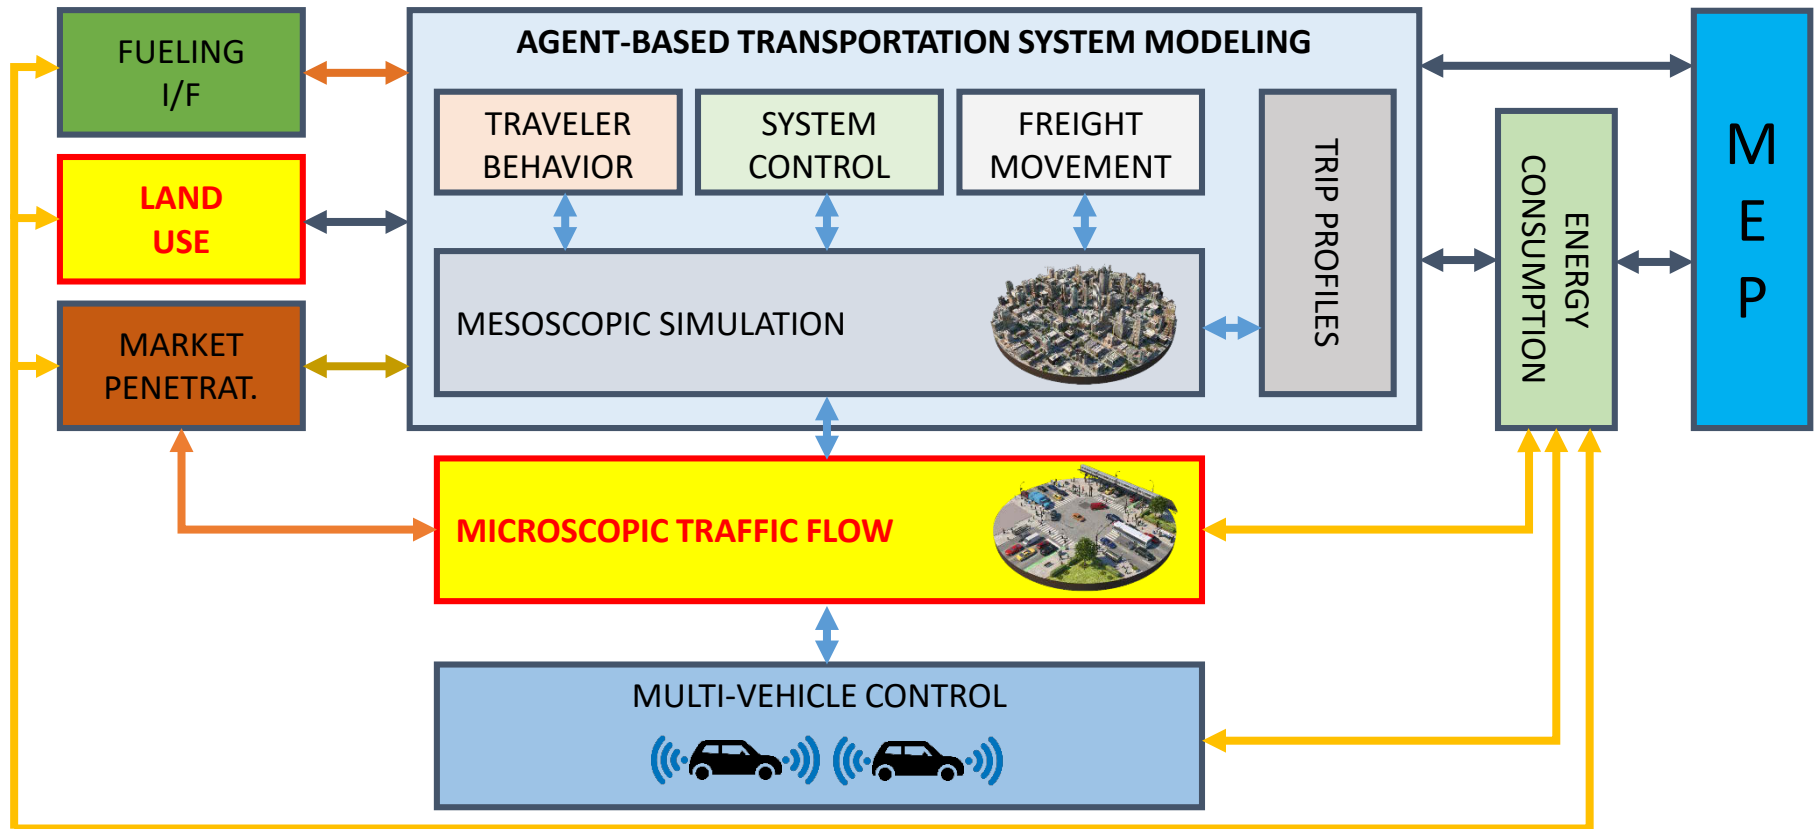 FUELING
I/F
LAND
USE
MARKET
PENETRAT.
AGENT-BASED TRANSPORTATION SYSTEM MODELING
TRAVELER
BEHAVIOR
SYSTEM
CONTROL
FREIGHT
MOVEMENT
MESOSCOPIC SIMULATION
TRIP PROFILES
MICROSCOPIC TRAFFIC FLOW
MULTI-VEHICLE CONTROL
ENERGY
CONSUMPTION
M
E
P